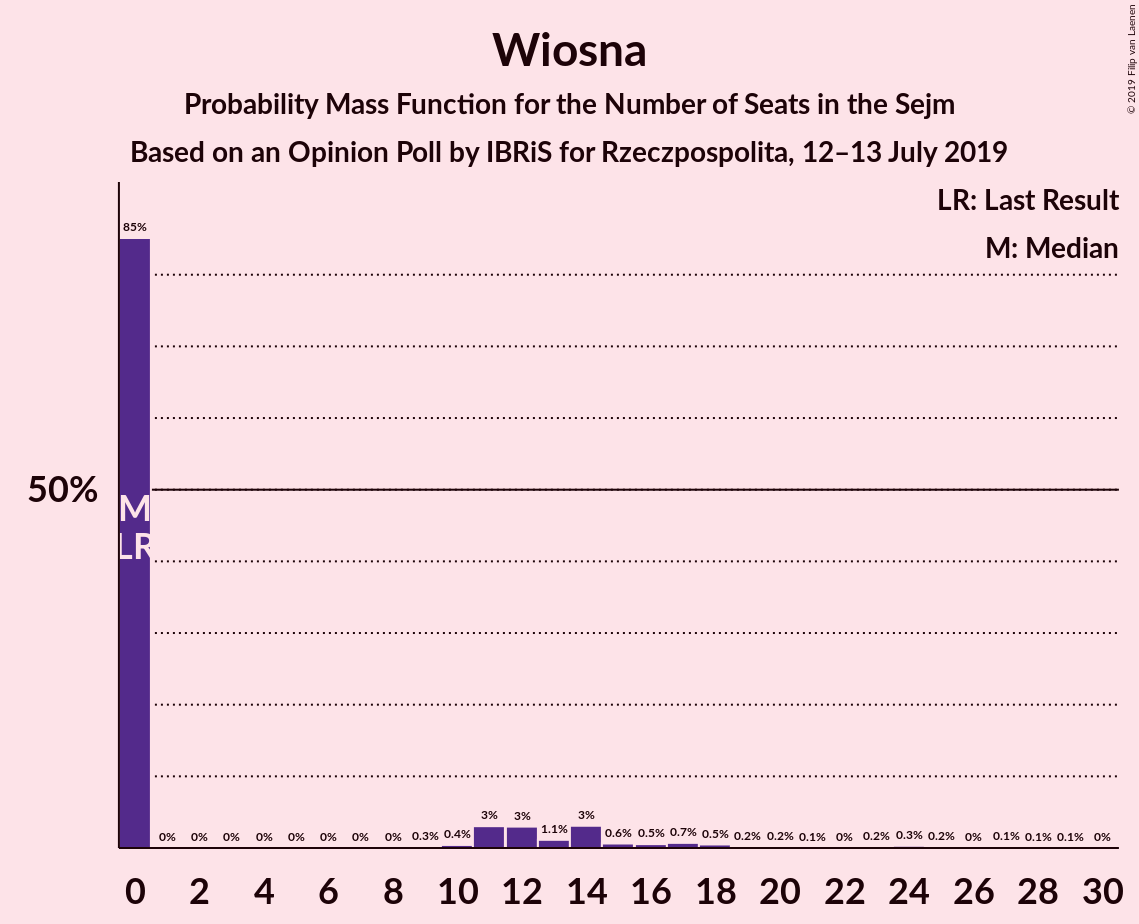 © 2019 Filip van Laenen
Wiosna
Probability Mass Function for the Number of Seats in the Sejm
Based on an Opinion Poll by IBRiS for Rzeczpospolita, 12–13 July 2019
LR: Last Result
M: Median
85%
50%
M
LR
0% 0% 0% 0% 0% 0% 0% 0% 0.3% 0.4% 3% 3% 1.1% 3% 0.6% 0.5% 0.7% 0.5% 0.2% 0.2% 0.1% 0% 0.2% 0.3% 0.2% 0% 0.1% 0.1% 0.1% 0%
0 2 4 6 8 10 12 14 16 18 20 22 24 26 28 30